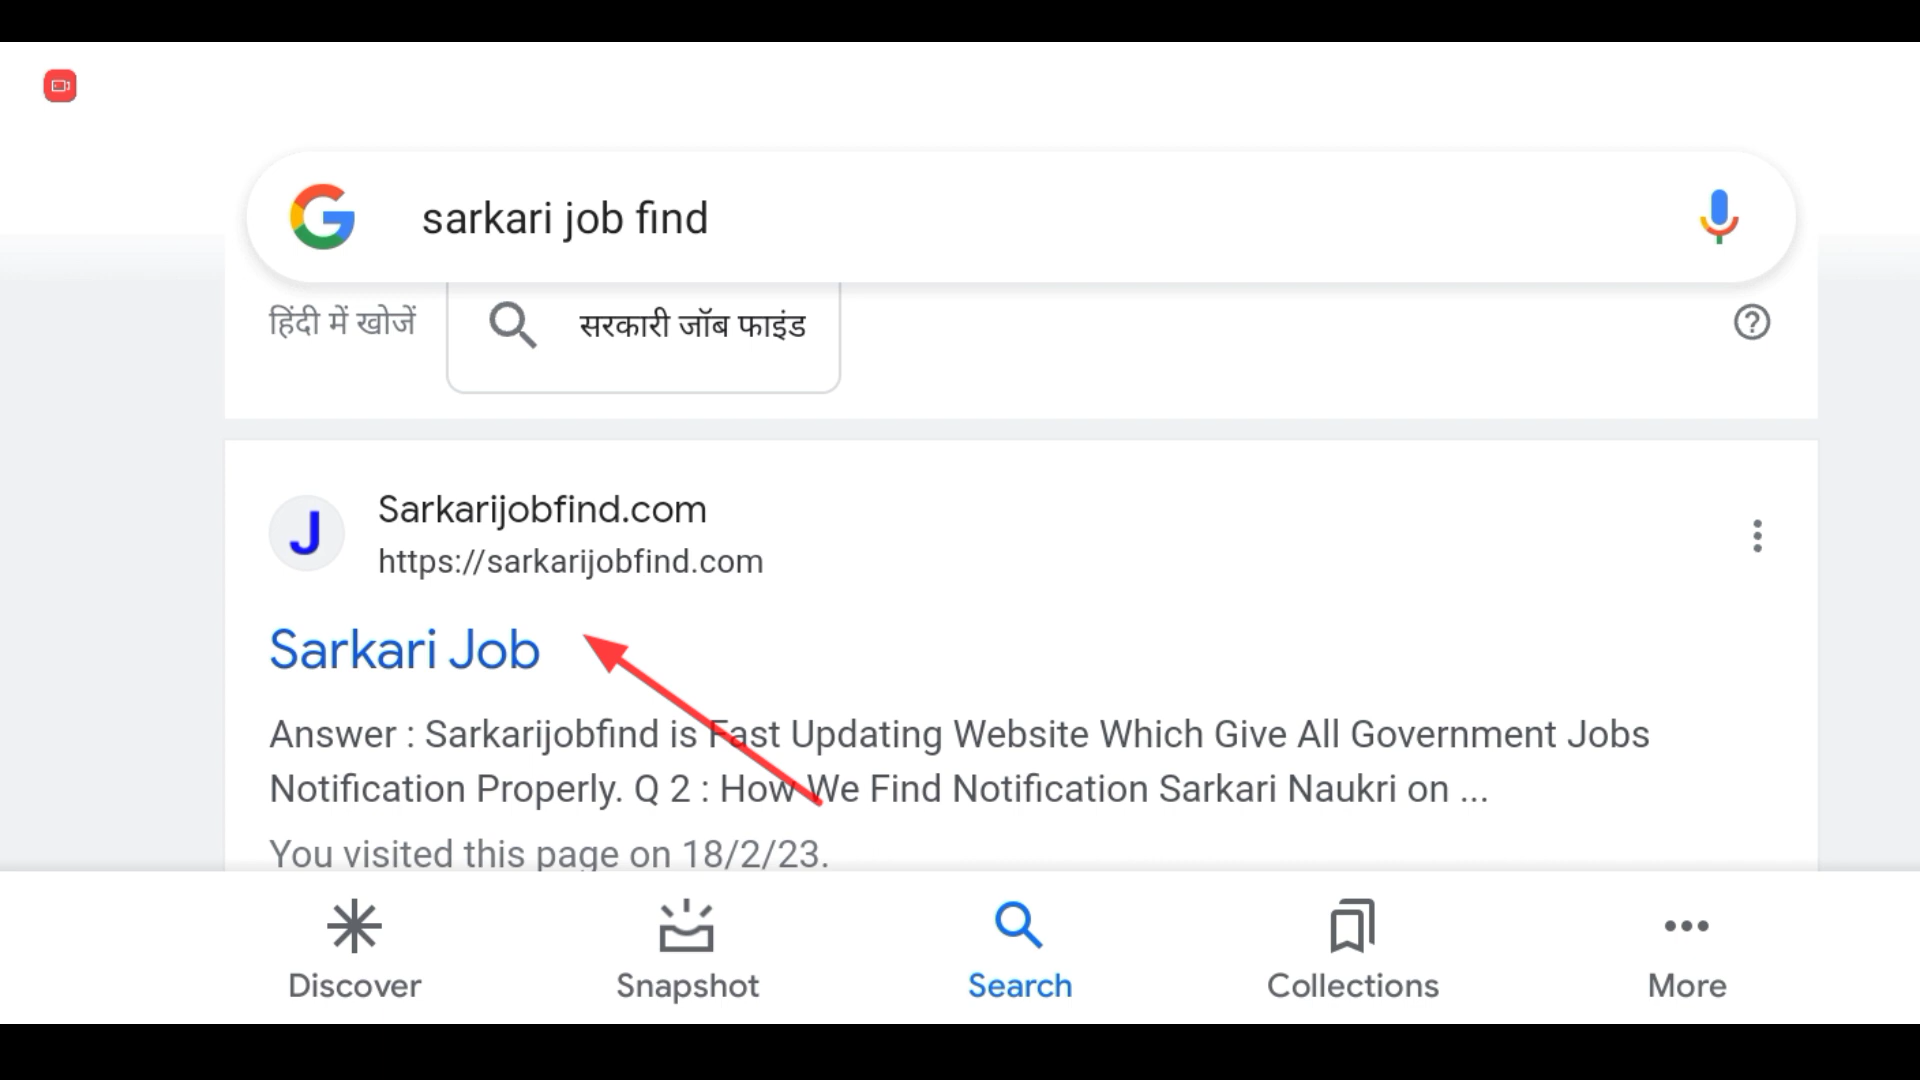 sarkari job find
हिंदी में खोजें
सरकारी जॉब फाइंड
J
Sarkarijobfind.com
https://sarkarijobfind.com
Sarkari Job
Answer : Sarkarijobfind is Fast Updating Website Which Give All Government Jobs
Notification Properly. Q 2 : How We Find Notification Sarkari Naukri on ...
You visited this page on 18/2/23.
Discover
Snapshot
Search
Collections
More